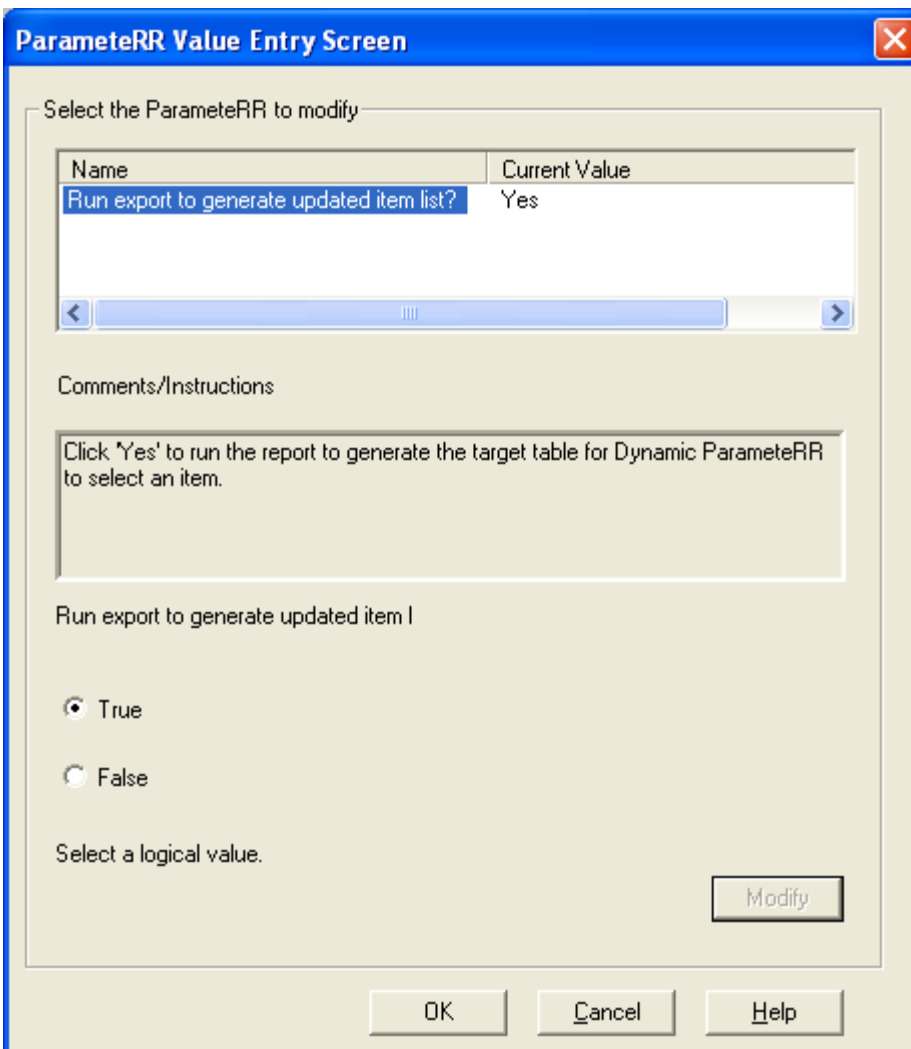 ParameteRR Value Entry Screen
Select the ParameteRR to modify
Name Current Value
Run export to generate updated item list? Yes
Comments/Instructions
Click 'Yes' to run the report to generate the target table for Dynamic ParameteRR
to select an item.
Run export to generate updated item l
True
False
Select a logical value.
Modify
OK Cancel Help